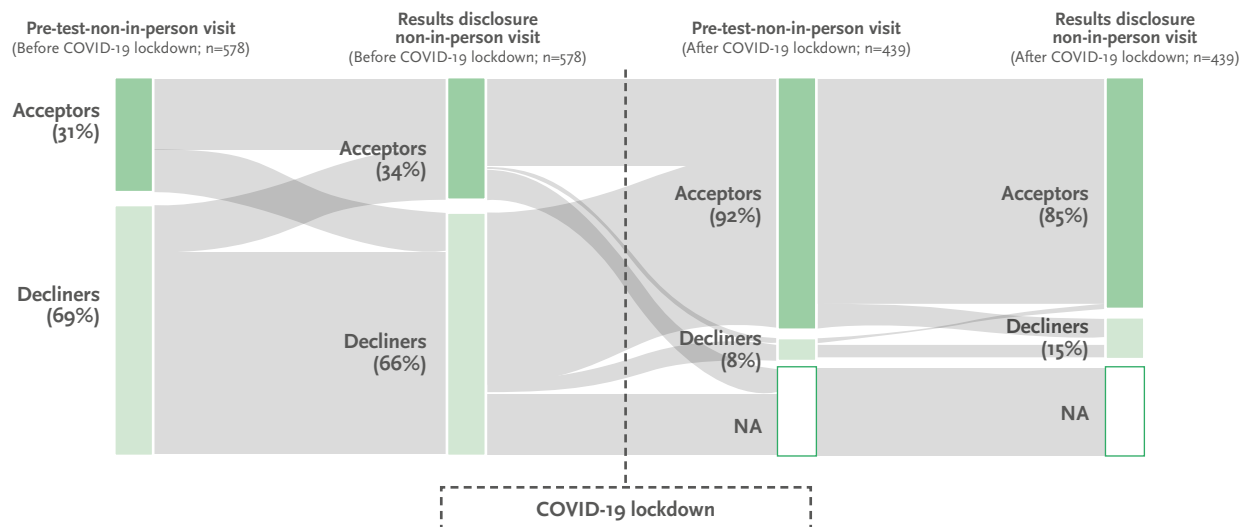 Pre-test-non-in-person visit
(Before COVID-19 lockdown; n=578)
Results disclosure
non-in-person visit
(Before COVID-19 lockdown; n=578)
Pre-test-non-in-person visit
(After COVID-19 lockdown; n=439)
Results disclosure
non-in-person visit
(After COVID-19 lockdown; n=439)
Acceptors
(31%)
Decliners
(69%)
Acceptors
(34%)
Decliners
(66%)
Acceptors
(92%)
Decliners
(8%)
NA
Acceptors
(85%)
Decliners
(15%)
NA
COVID-19 lockdown